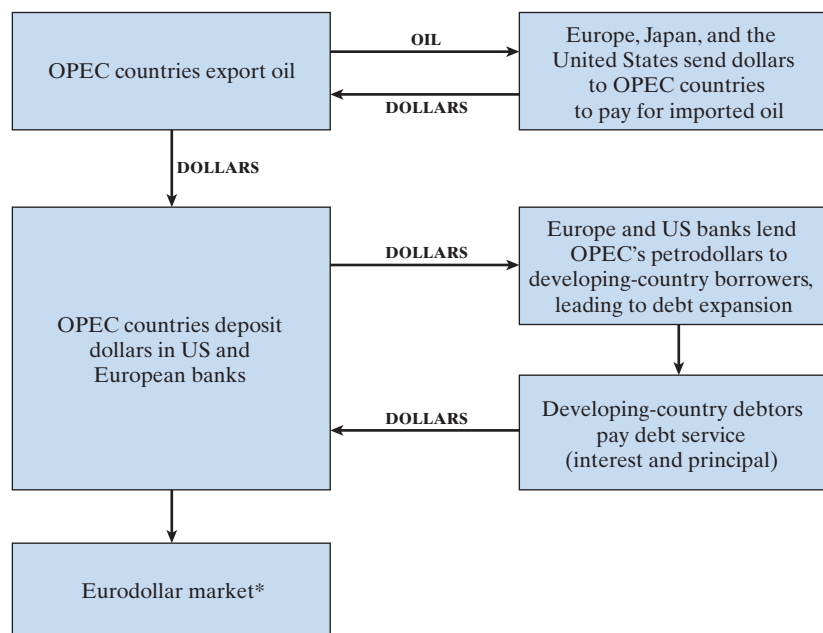 OPEC countries export oil
OIL
DOLLARS
Europe, Japan, and the
United States send dollars
to OPEC countries
to pay for imported oil
DOLLARS
OPEC countries deposit
dollars in US and
European banks
DOLLARS
Europe and US banks lend
OPEC's petrodollars to
developing-country borrowers,
leading to debt expansion
DOLLARS
Developing-country debtors
pay debt service
(interest and principal)
Eurodollar market*